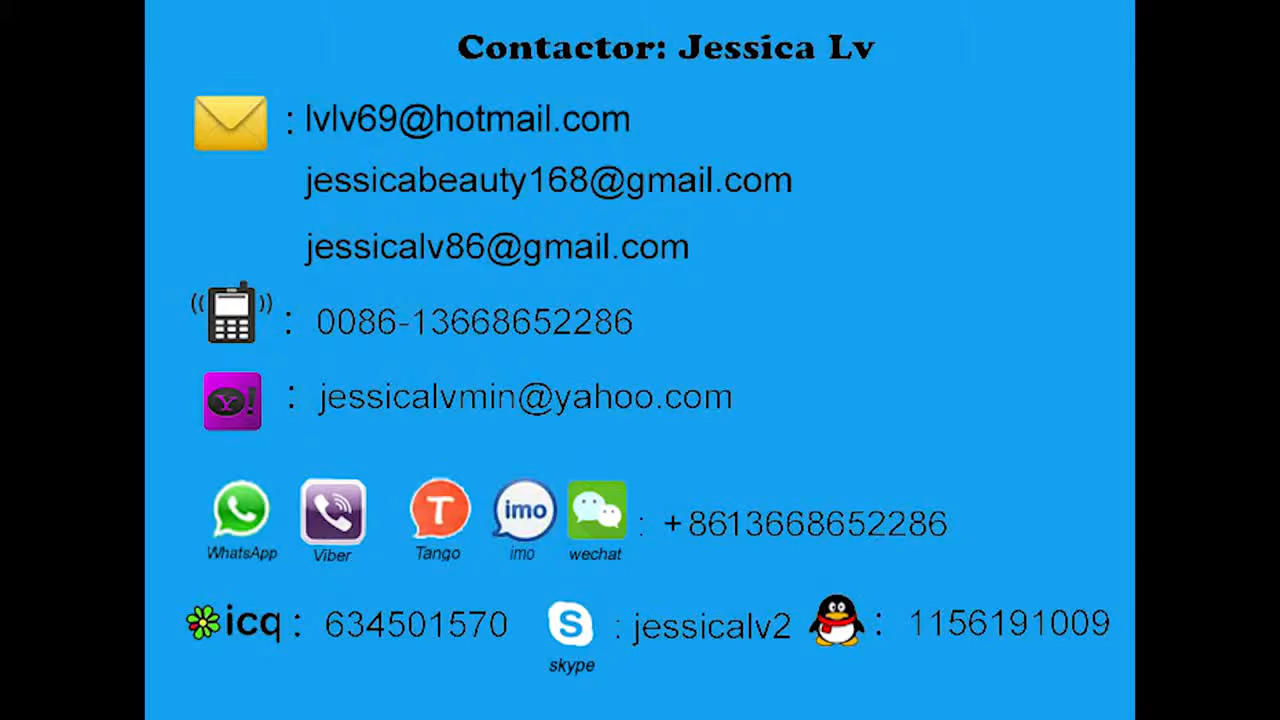 Contactor: Jessica Lv
: lvlv69@hotmail.com
jessicabeauty168@gmail.com
jessicalv86@gmail.com
: 0086-13668652286
Y! : jessicalvmin@yahoo.com
T imo : +8613668652286
WhatsApp Viber Tango imo wechat
icq : 634501570 S : jessicalv2 : 1156191009
skype